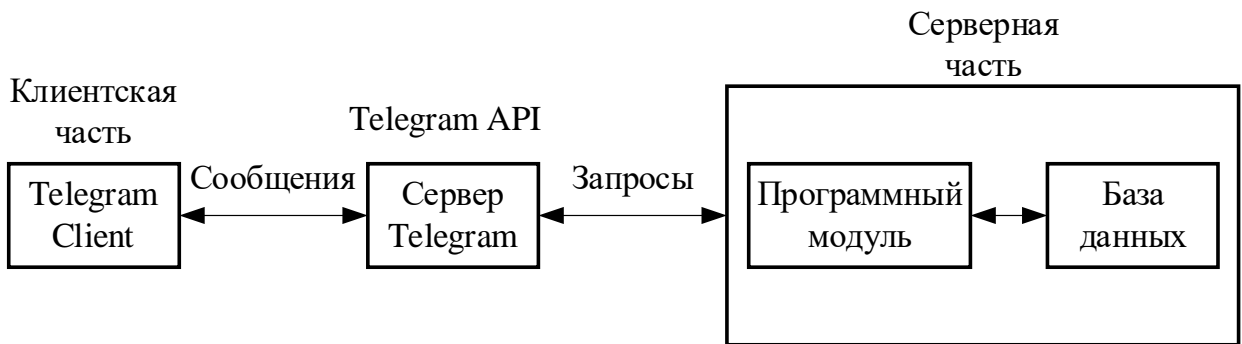 Серверная
часть
Клиентская
часть
Telegram API
Telegram
Client
Сообщения
Сервер
Telegram
Запросы
Программный
модуль
База
данных